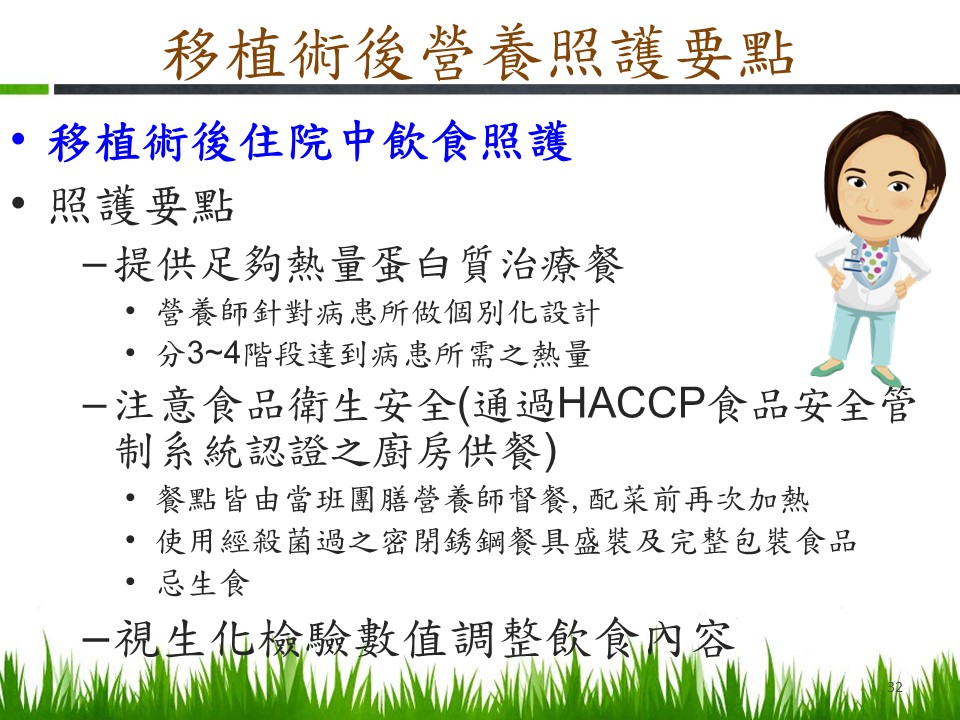 移植術後營養照護要點
• 移植術後住院中飲食照護
• 照護要點
–提供足夠熱量蛋白質治療餐
• 營養師針對病患所做個別化設計
• 分3~4階段達到病患所需之熱量
–注意食品衛生安全(通過HACCP食品安全管
制系統認證之廚房供餐)
• 餐點皆由當班團膳營養師督餐, 配菜前再次加熱
• 使用經殺菌過之密閉銹鋼餐具盛裝及完整包裝食品
• 忌生食
–視生化檢驗數值調整飲食內容
32